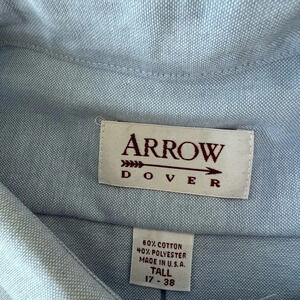 ARROW
DOVER
60% COTTON
40% POLYESTER
MADE IN U.S.A.
TALL
17 - 38